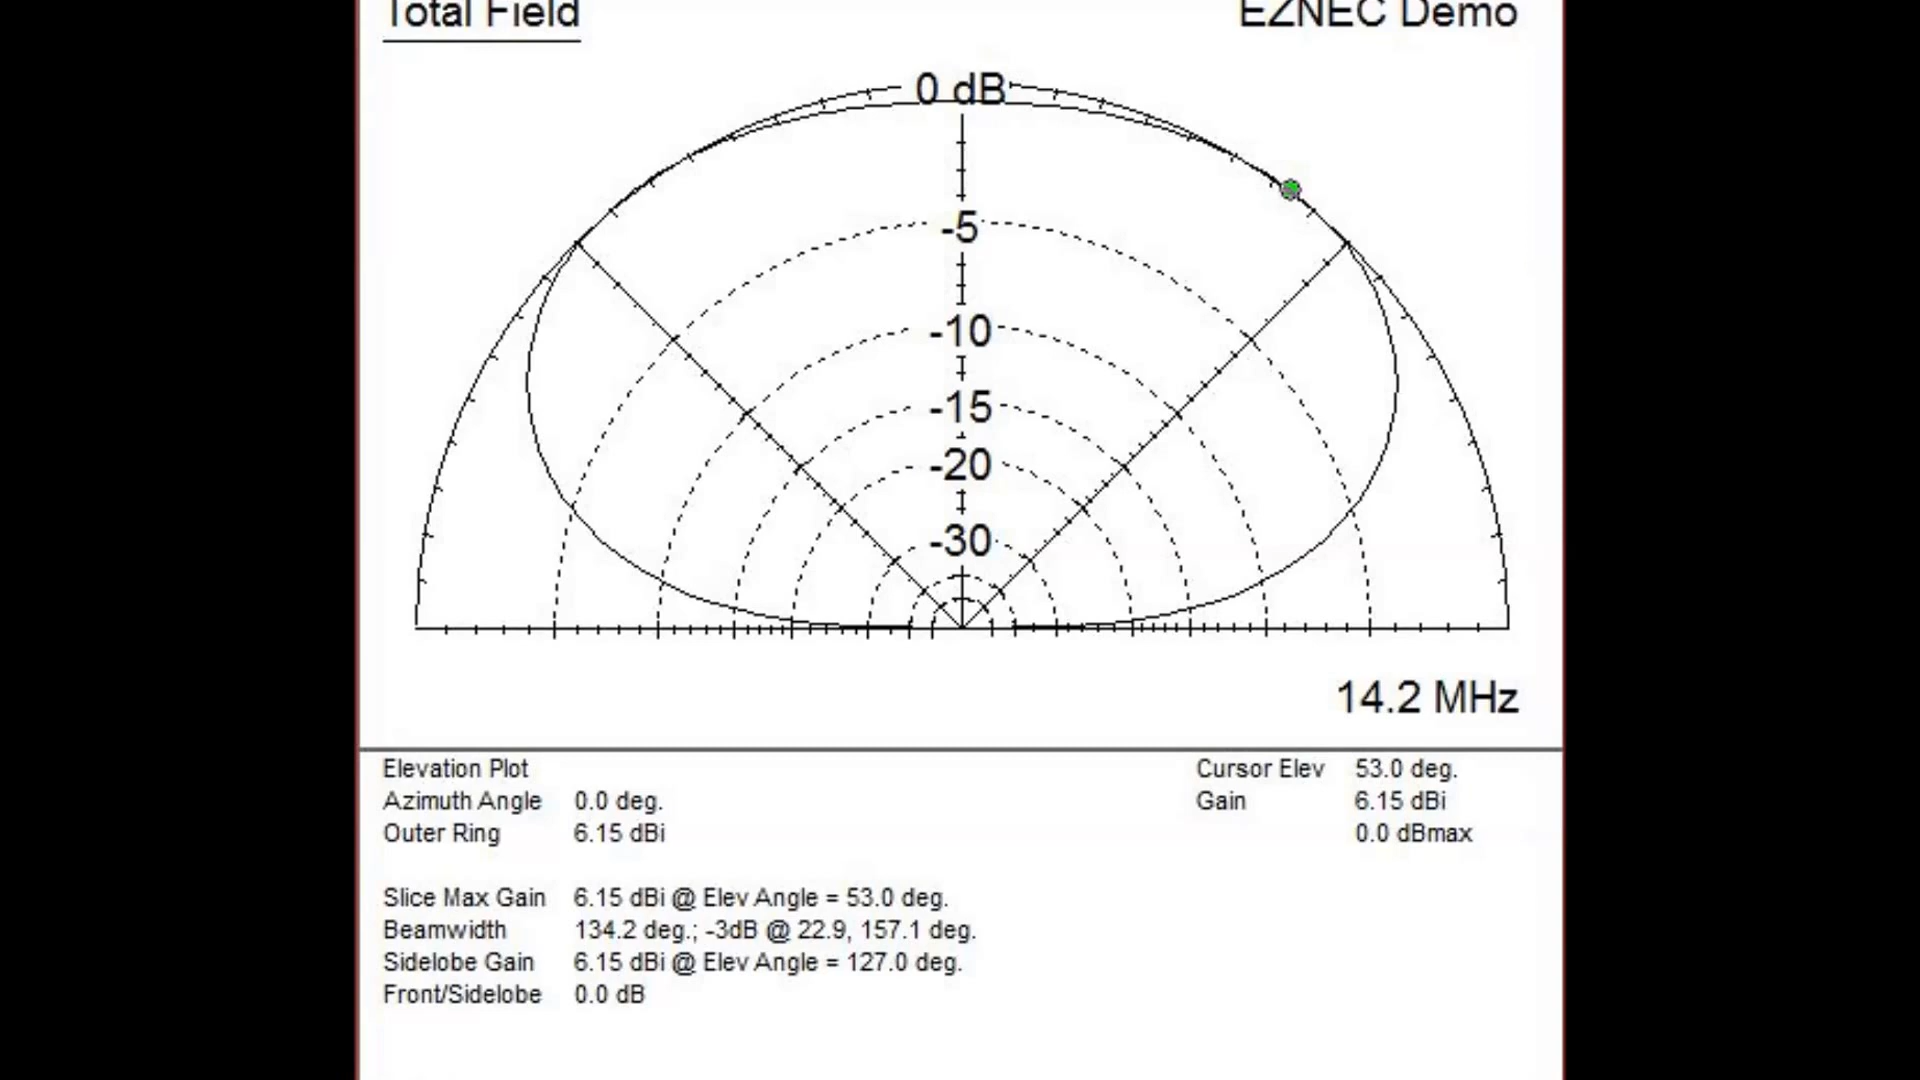 Total Field EZNEC Demo
0 dB
-5
-10
-15
-20
-30
14.2 MHz
Elevation Plot Cursor Elev 53.0 deg.
Azimuth Angle 0.0 deg. Gain 6.15 dBi
Outer Ring 6.15 dBi 0.0 dBmax
Slice Max Gain 6.15 dBi @ Elev Angle = 53.0 deg.
Beamwidth 134.2 deg.; -3dB @ 22.9, 157.1 deg.
Sidelobe Gain 6.15 dBi @ Elev Angle = 127.0 deg.
Front/Sidelobe 0.0 dB